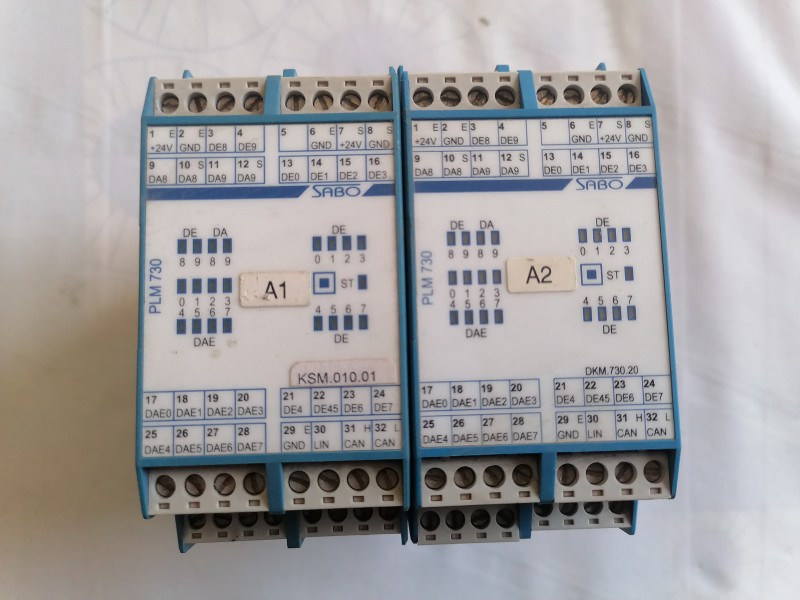 1 E 2 E 3 4
+24V GND DE8 DE9
5 6 E 7 S 8 S
GND +24V GND
9 10 S 11 12 S
DA8 DA8 DA9 DA9
13 14 15 16
DE0 DE1 DE2 DE3
SABO
DE DA
8 9 8 9
DE
0 1 2 3
PLM 730
A1
ST
0 1 2 3
4 5 6 7
DAE
4 5 6 7
DE
KSM.010.01
17 18 19 20
DAE0 DAE1 DAE2 DAE3
21 22 23 24
DE4 DE45 DE6 DE7
25 26 27 28
DAE4 DAE5 DAE6 DAE7
29 E 30 31 H 32 L
GND LIN CAN CAN
1 E 2 E 3 4
+24V GND DE8 DE9
5 6 E 7 S 8 S
GND +24V GND
9 10 S 11 12 S
DA8 DA8 DA9 DA9
13 14 15 16
DE0 DE1 DE2 DE3
SABO
DE DA
8 9 8 9
DE
0 1 2 3
PLM 730
A2
ST
0 1 2 3
4 5 6 7
DAE
4 5 6 7
DE
DKM.730.20
17 18 19 20
DAE0 DAE1 DAE2 DAE3
21 22 23 24
DE4 DE45 DE6 DE7
25 26 27 28
DAE4 DAE5 DAE6 DAE7
29 E 30 31 H 32 L
GND LIN CAN CAN